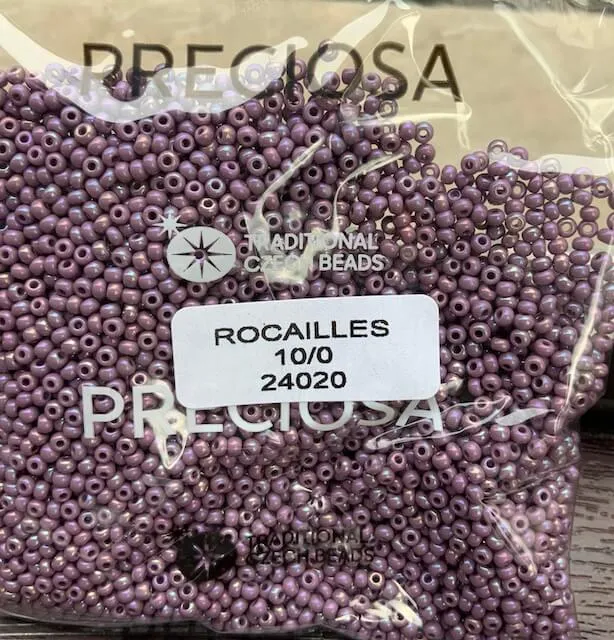 PRECIOSA
TRADITIONAL
CZECH BEADS
ROCAILLES
10/0
24020
PRECIOSA
TRADITIONAL
CZECH BEADS